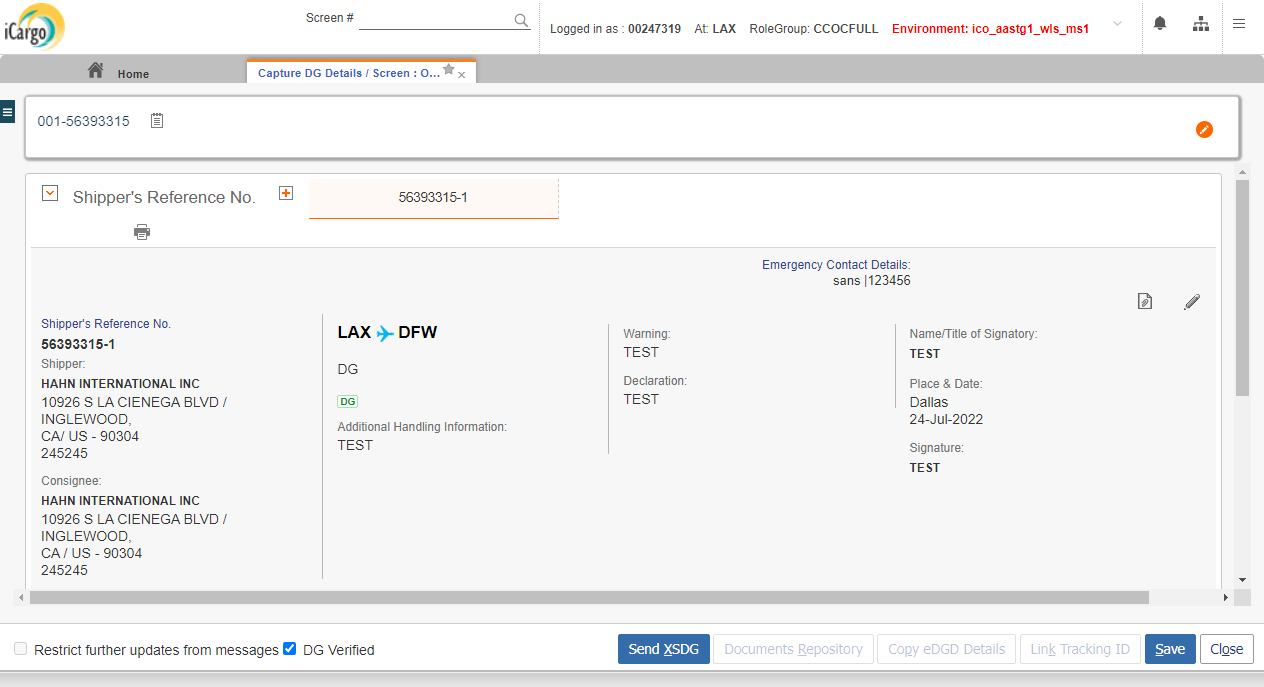 iCargo
Screen #
Logged in as : 00247319 At: LAX RoleGroup: CCOCFULL Environment: ico_aastg1_wls_ms1
Home
Capture DG Details / Screen : O... x
001-56393315
Shipper's Reference No.
56393315-1
Emergency Contact Details:
sans |123456
Shipper's Reference No.
56393315-1
Shipper:
HAHN INTERNATIONAL INC
10926 S LA CIENEGA BLVD /
INGLEWOOD,
CA/ US - 90304
245245
Consignee:
HAHN INTERNATIONAL INC
10926 S LA CIENEGA BLVD /
INGLEWOOD,
CA / US - 90304
245245
LAX DFW
DG
DG
Additional Handling Information:
TEST
Warning:
TEST
Declaration:
TEST
Name/Title of Signatory:
TEST
Place & Date:
Dallas
24-Jul-2022
Signature:
TEST
Restrict further updates from messages DG Verified
Send XSDG Documents Repository Copy eDGD Details Link Tracking ID Save Close